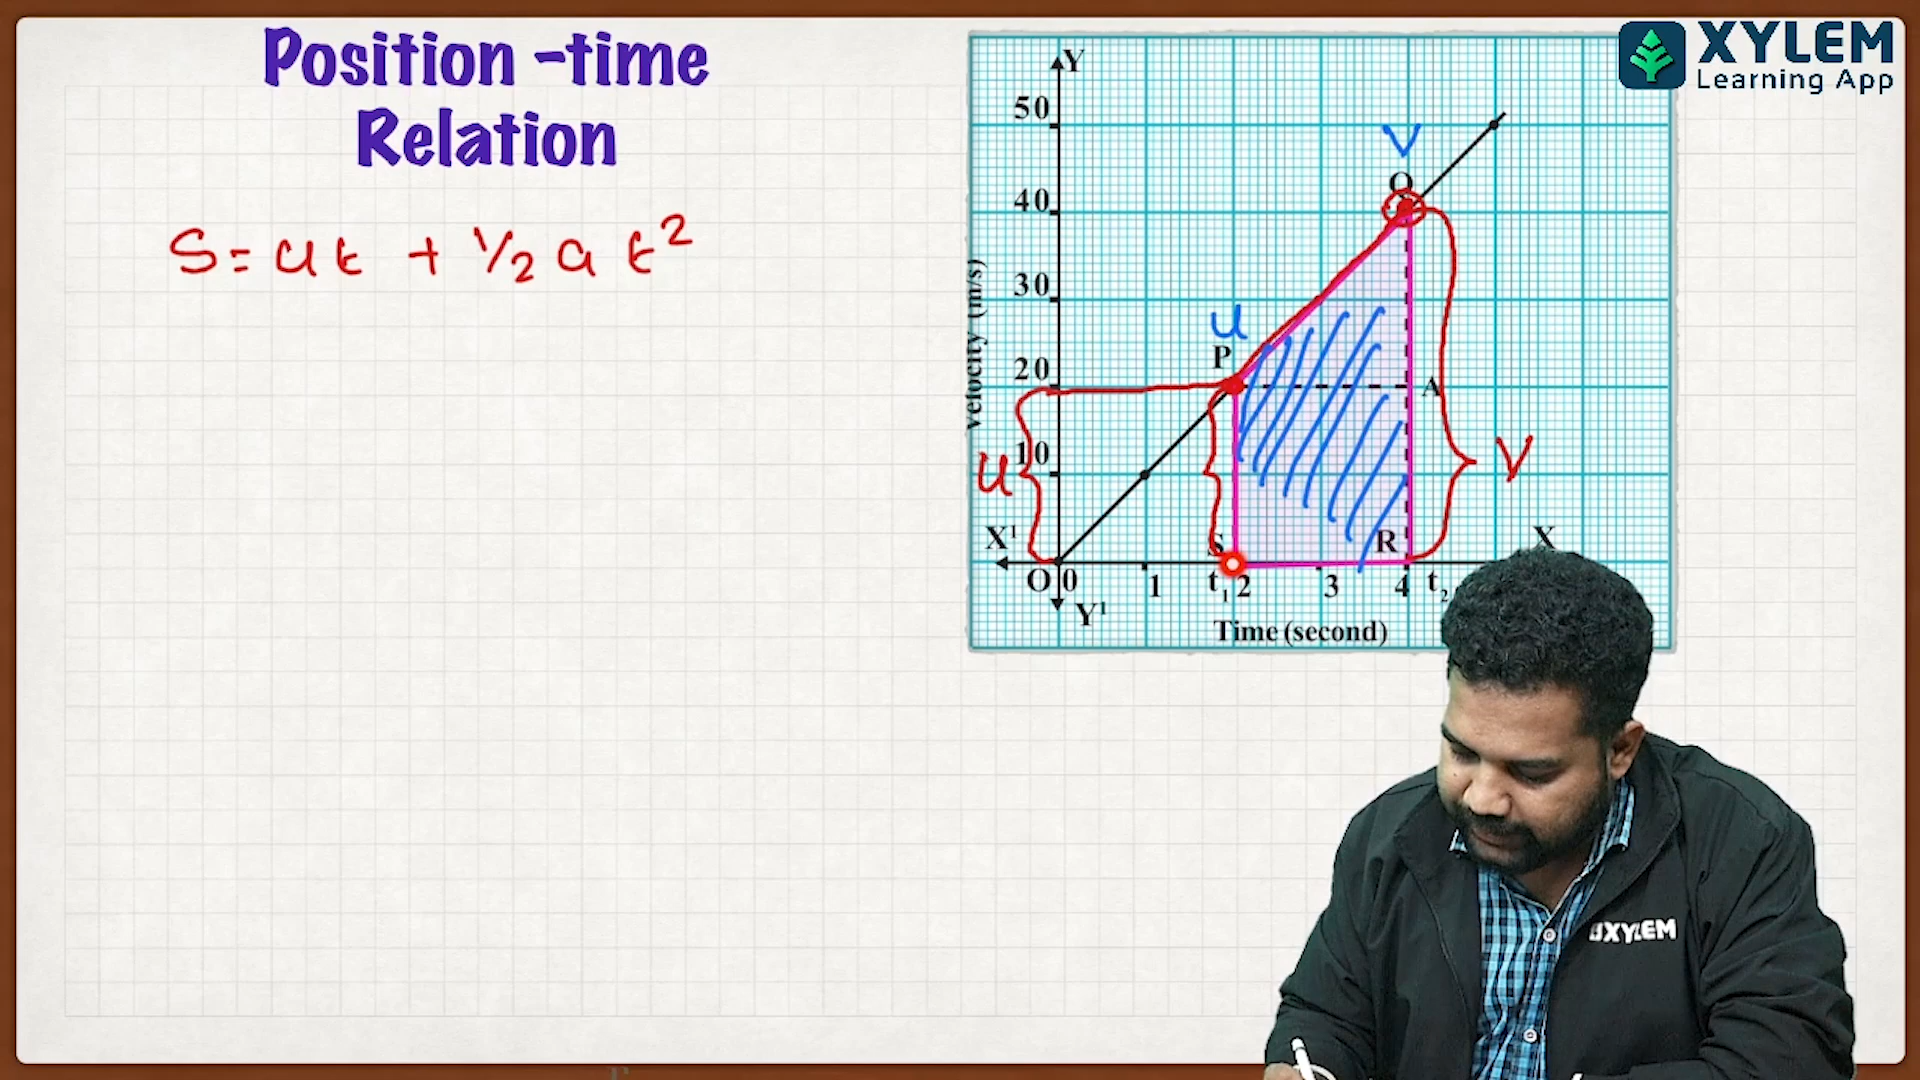 Position -time
Relation
S = ut + 1/2 a t²
XYLEM
Learning App
Y
50
40
30
20
10
Velocity (m/s)
V
Q
u
P
A
u
V
X¹
S
R
X
O
0
1
t₁
2
3
4
t₂
Y¹
Time (second)
XYLEM